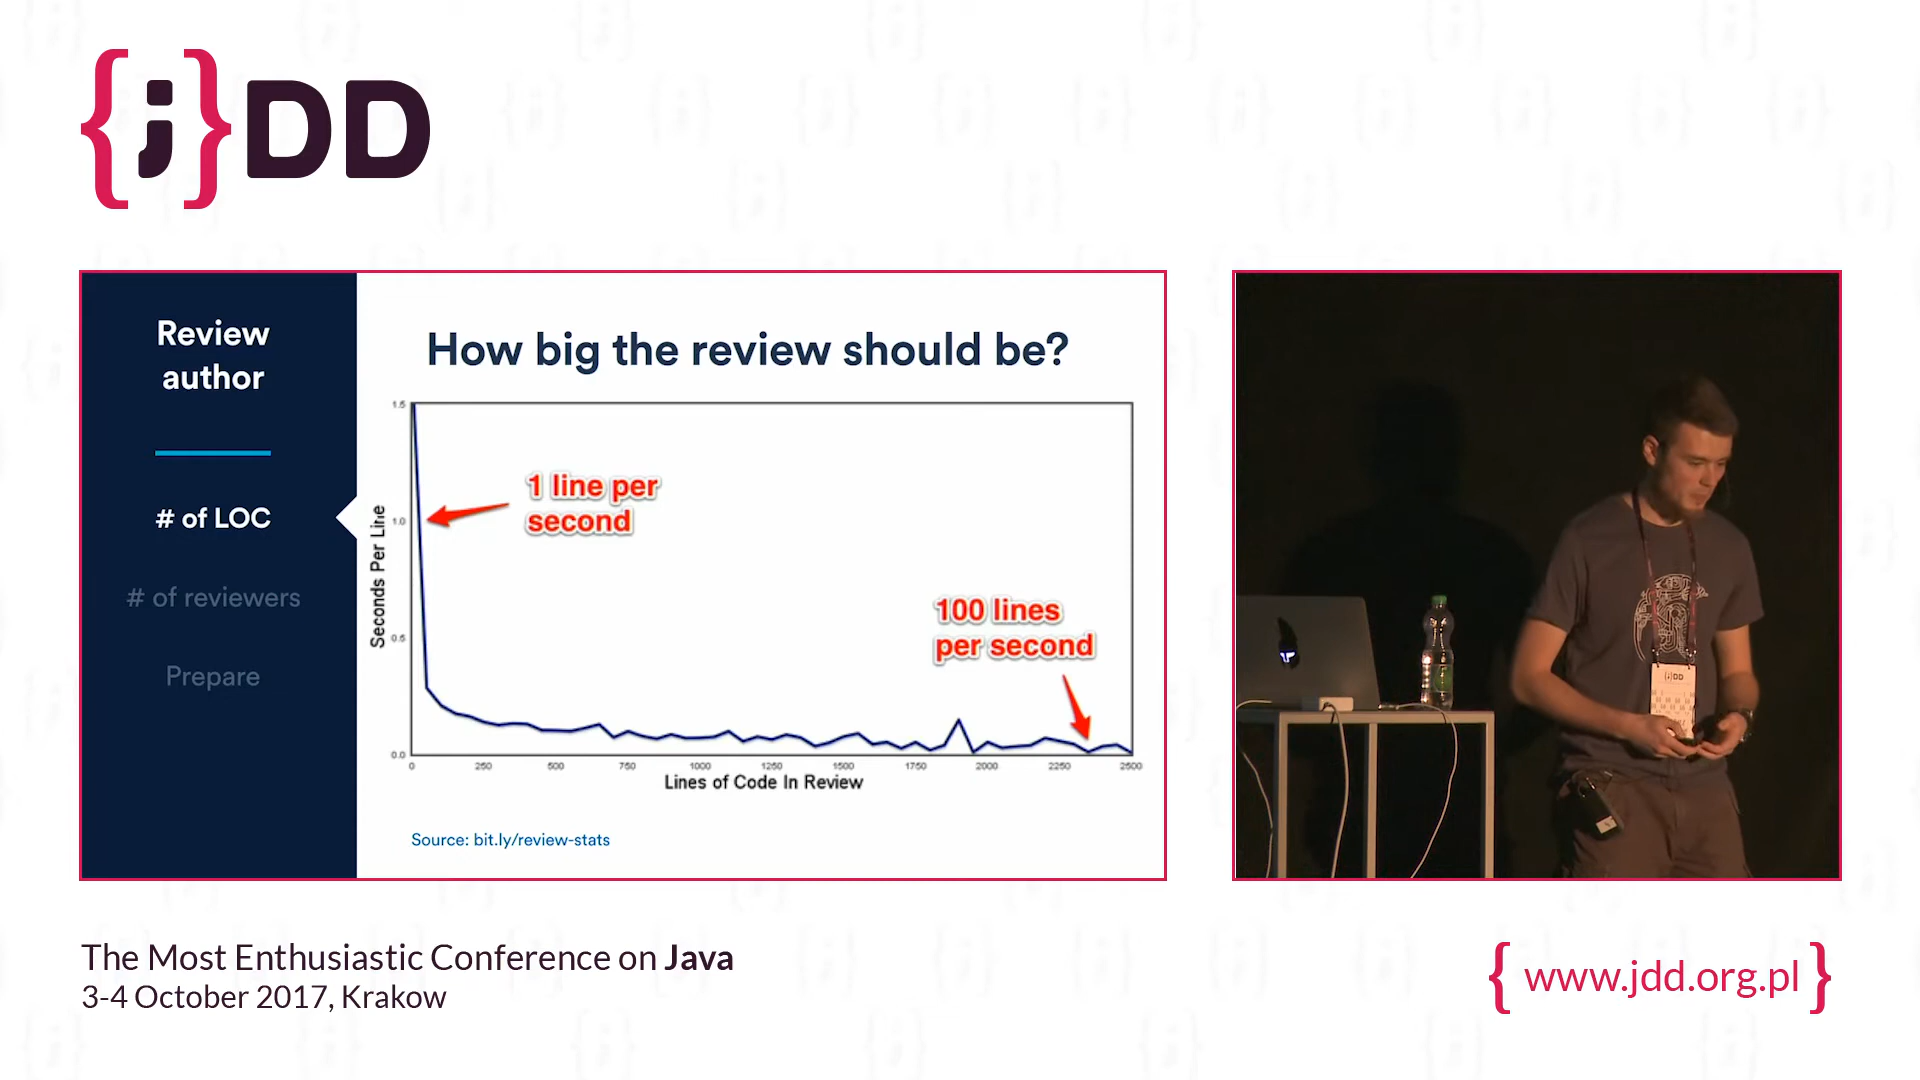 {;}DD
Review
author
# of LOC
# of reviewers
Prepare
How big the review should be?
1.5
1.0
0.5
0.0
Seconds Per Line
1 line per
second
100 lines
per second
0 250 500 750 1000 1250 1500 1750 2000 2250 2500
Lines of Code In Review
Source: bit.ly/review-stats
{;}DD
The Most Enthusiastic Conference on Java
3-4 October 2017, Krakow
{ www.jdd.org.pl }